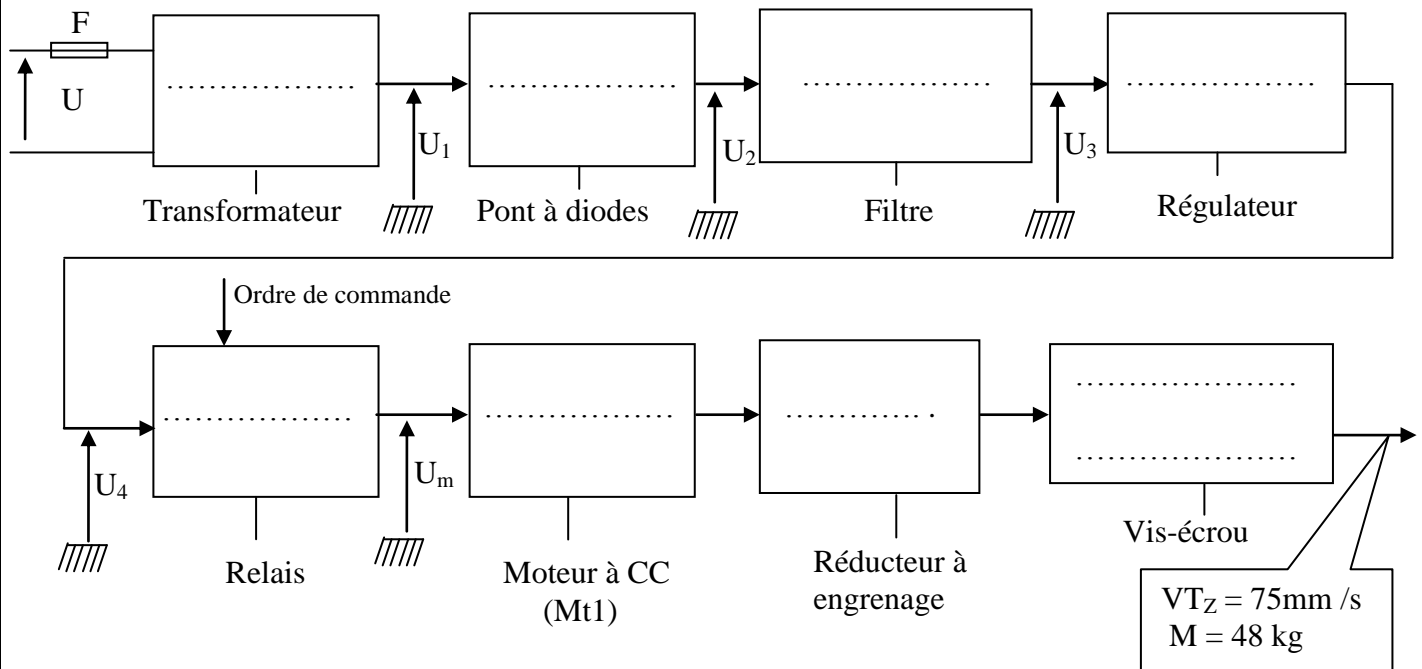 F
U
....................
U₁
Transformateur
....................
U₂
Pont à diodes
....................
U₃
Filtre
....................
Régulateur
Ordre de commande
U₄
....................
Uₘ
Relais
....................
Moteur à CC
(Mt1)
...............
Réducteur à
engrenage
........................
........................
Vis-écrou
VT_Z = 75mm /s
M = 48 kg